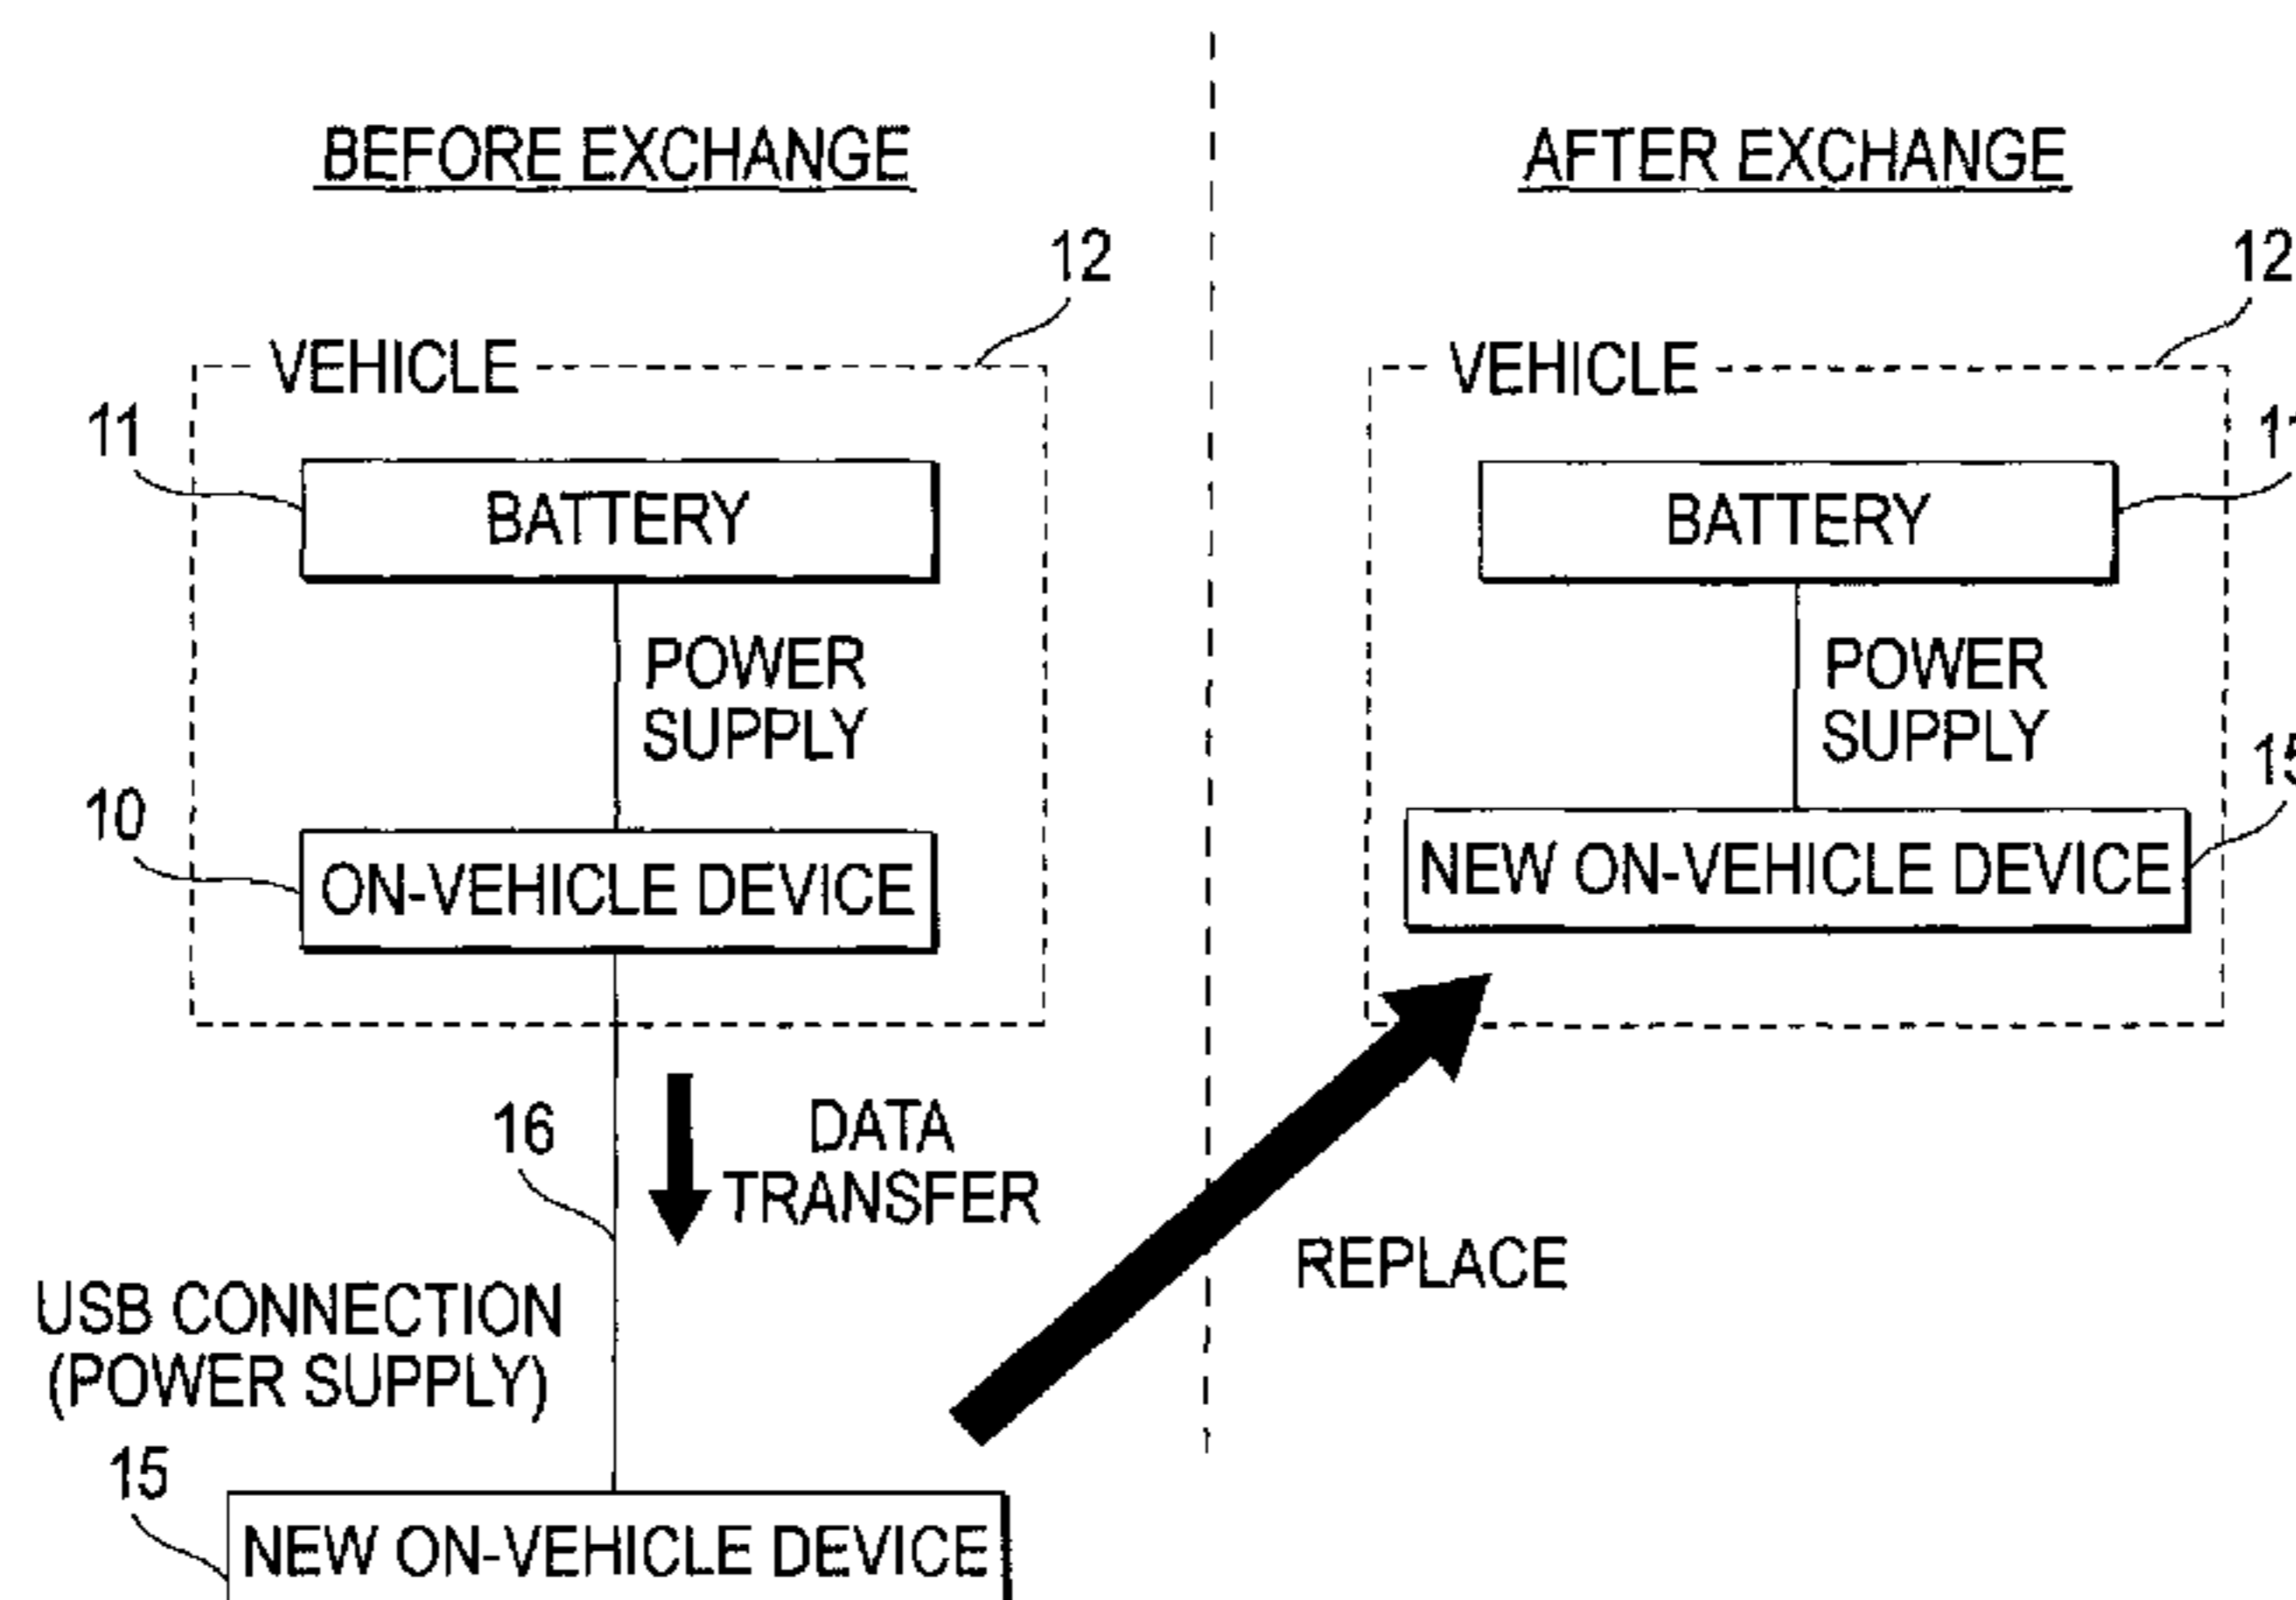 BEFORE EXCHANGE
12
VEHICLE
11
BATTERY
POWER
SUPPLY
10
ON-VEHICLE DEVICE
16
DATA
TRANSFER
USB CONNECTION
(POWER SUPPLY)
15
NEW ON-VEHICLE DEVICE
REPLACE
AFTER EXCHANGE
12
VEHICLE
BATTERY
POWER
SUPPLY
NEW ON-VEHICLE DEVICE